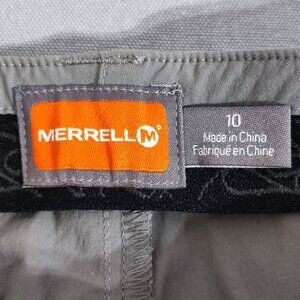 MERRELL M
10
Made in China
Fabriqué en Chine